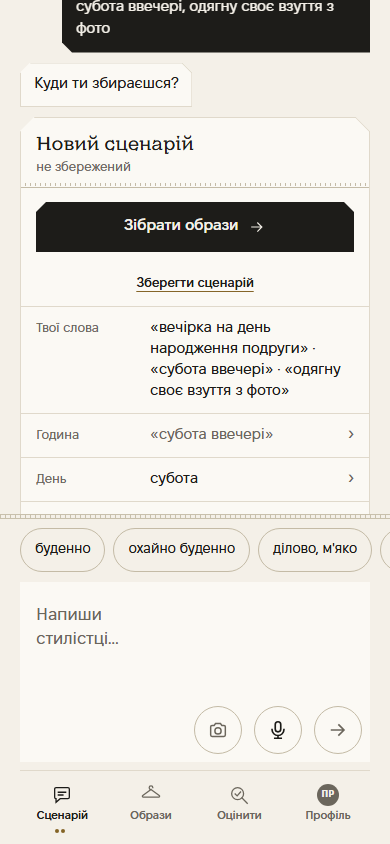 субота ввечері, одягну своє взуття з
фото
Куди ти збираєшся?
Новий сценарій
не збережений
Зібрати образи →
Зберегти сценарій
Твої слова
«вечірка на день
народження подруги» ·
«субота ввечері» · «одягну
своє взуття з фото»
Година
«субота ввечері»
День
субота
буденно
охайно буденно
ділово, м'яко
Напиши
стилістці...
Сценарій
Образи
Оцінити
ПР
Профіль